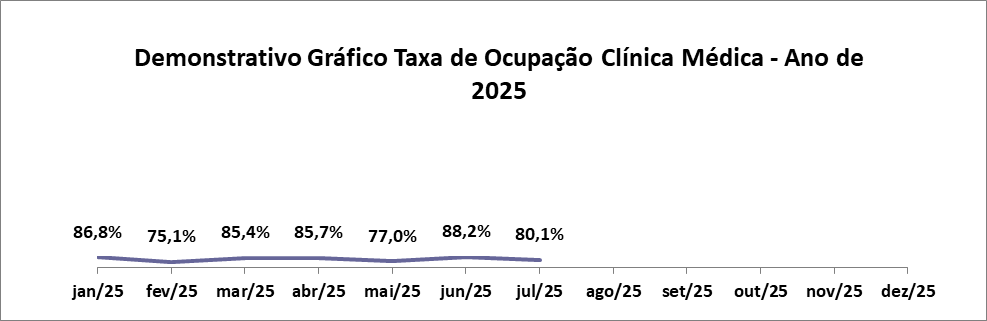 Demonstrativo Gráfico Taxa de Ocupação Clínica Médica - Ano de
2025
86,8% 75,1% 85,4% 85,7% 77,0% 88,2% 80,1%
jan/25 fev/25 mar/25 abr/25 mai/25 jun/25 jul/25 ago/25 set/25 out/25 nov/25 dez/25